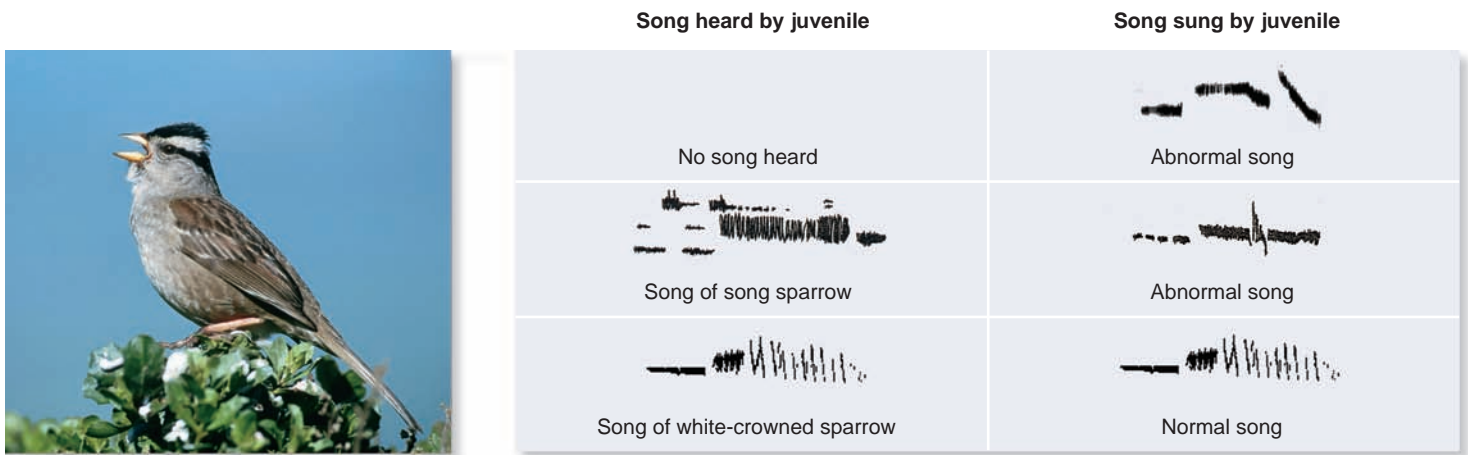 Song heard by juvenile
Song sung by juvenile
No song heard
Abnormal song
Song of song sparrow
Abnormal song
Song of white-crowned sparrow
Normal song